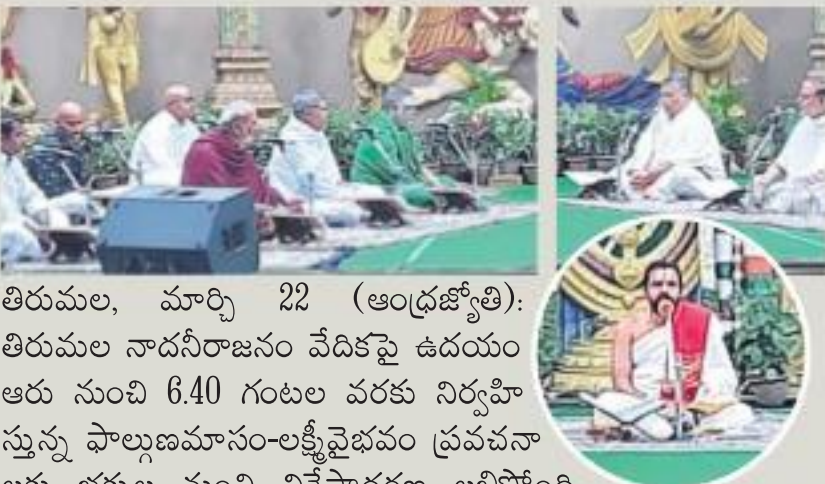 తిరుమల, మార్చి 22 (ఆంధ్రజ్యోతి):
తిరుమల నాదనీరాజనం వేదికపై ఉదయం
ఆరు నుంచి 6.40 గంటల వరకు నిర్వహి
స్తున్న ఫాల్గుణమాసం-లక్ష్మీవైభవం ప్రవచనా